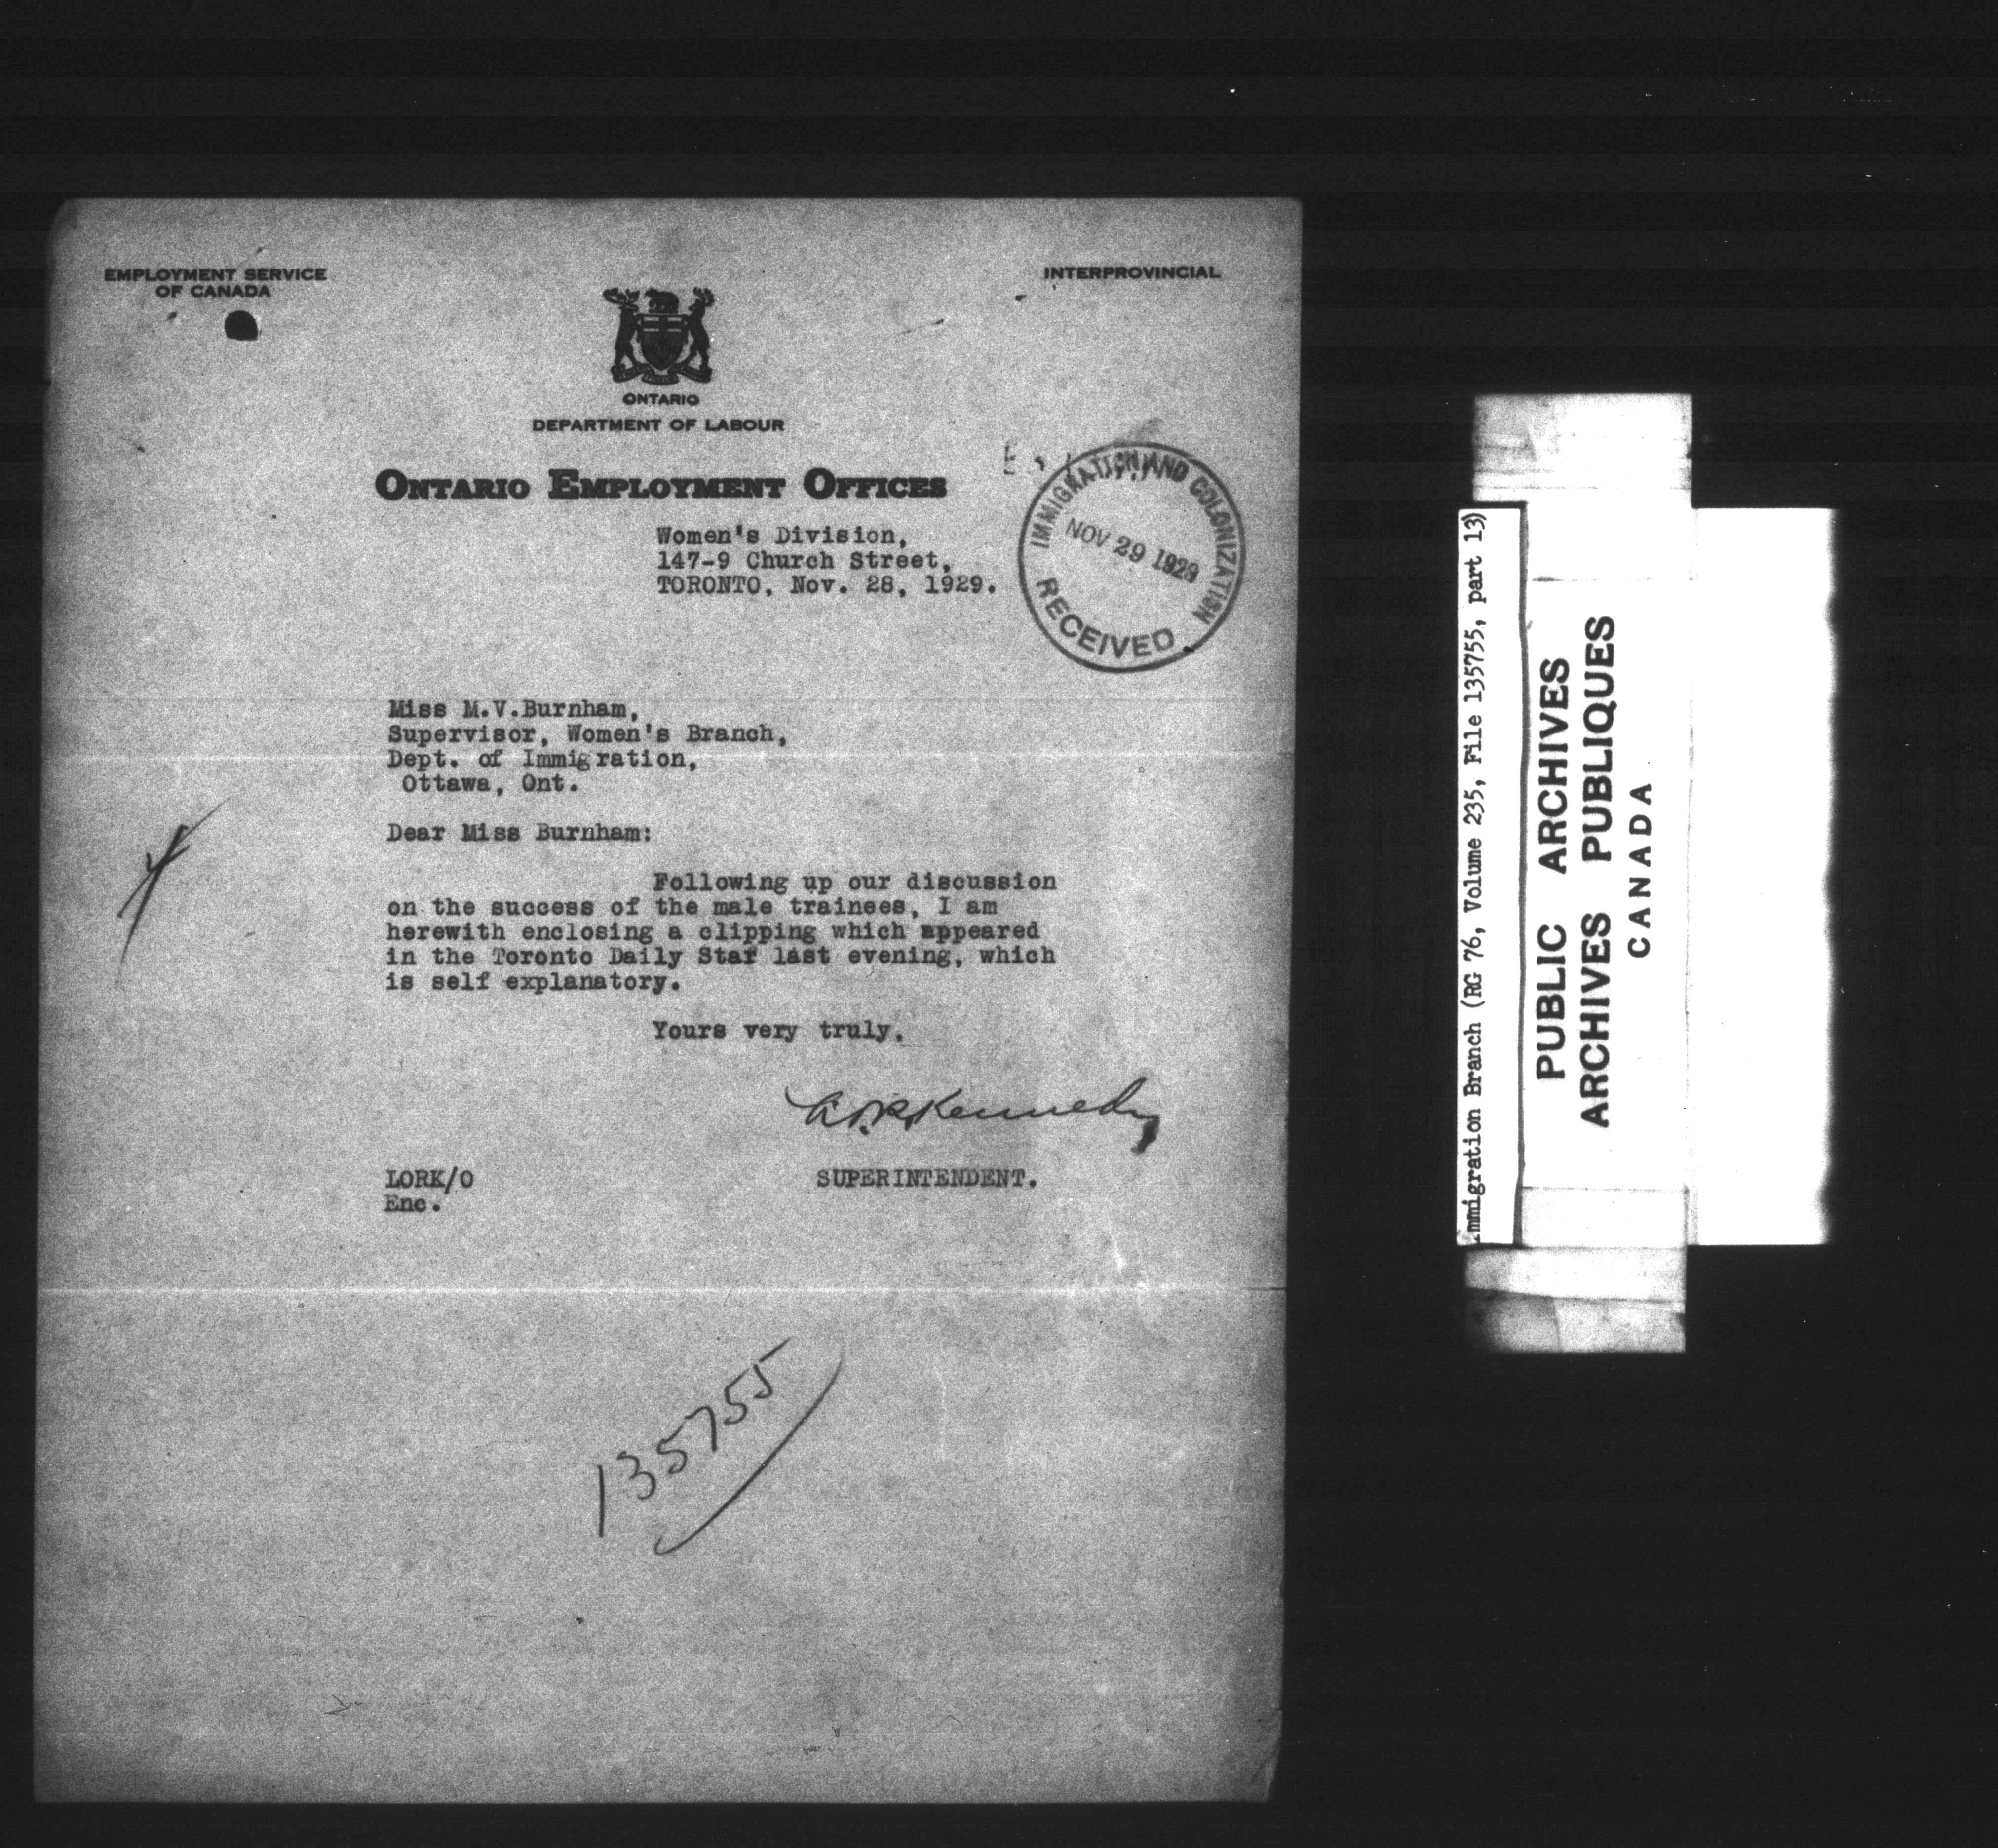 EMPLOYMENT SERVICE
OF CANADA
INTERPROVINCIAL
ONTARIO
DEPARTMENT OF LABOUR
ONTARIO EMPLOYMENT OFFICES
Women's Division,
147-9 Church Street,
TORONTO, Nov. 28, 1929.
IMMIGRATION AND COLONIZATION
NOV 29 1929
RECEIVED
Miss M.V.Burnham,
Supervisor, Women's Branch,
Dept. of Immigration,
Ottawa, Ont.
Dear Miss Burnham:
Following up our discussion
on the success of the male trainees, I am
herewith enclosing a clipping which appeared
in the Toronto Daily Star last evening, which
is self explanatory.
Yours very truly,
Kennedy
LORK/O
SUPERINTENDENT.
Enc.
135755
Immigration Branch (RG 76, Volume 235, File 135755, part 13)
PUBLIC ARCHIVES
ARCHIVES PUBLIQUES
CANADA